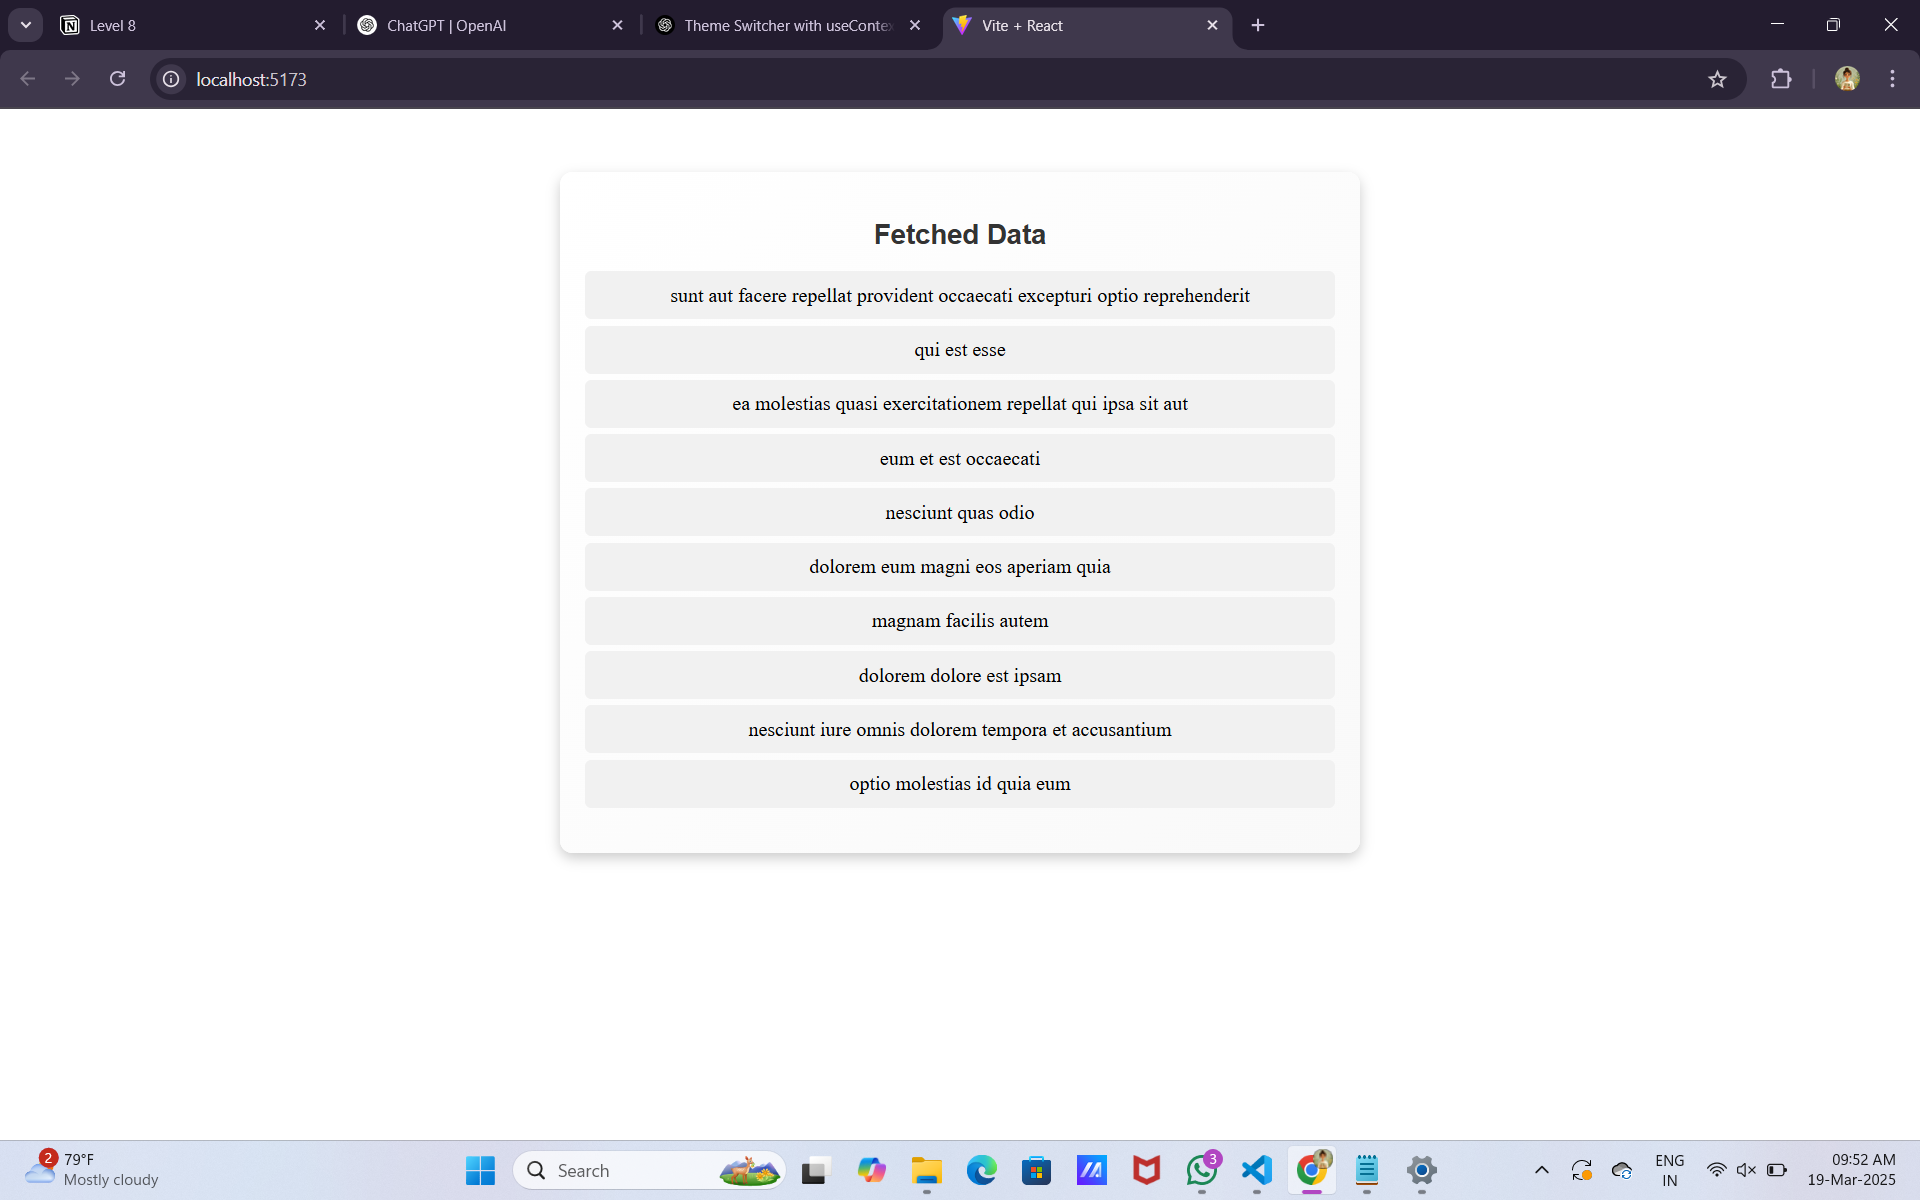 Level 8
ChatGPT | OpenAI
Theme Switcher with useConte
Vite + React
localhost:5173
Fetched Data
sunt aut facere repellat provident occaecati excepturi optio reprehenderit
qui est esse
ea molestias quasi exercitationem repellat qui ipsa sit aut
eum et est occaecati
nesciunt quas odio
dolorem eum magni eos aperiam quia
magnam facilis autem
dolorem dolore est ipsam
nesciunt iure omnis dolorem tempora et accusantium
optio molestias id quia eum
2
79°F
Mostly cloudy
Search
3
ENG
IN
09:52 AM
19-Mar-2025